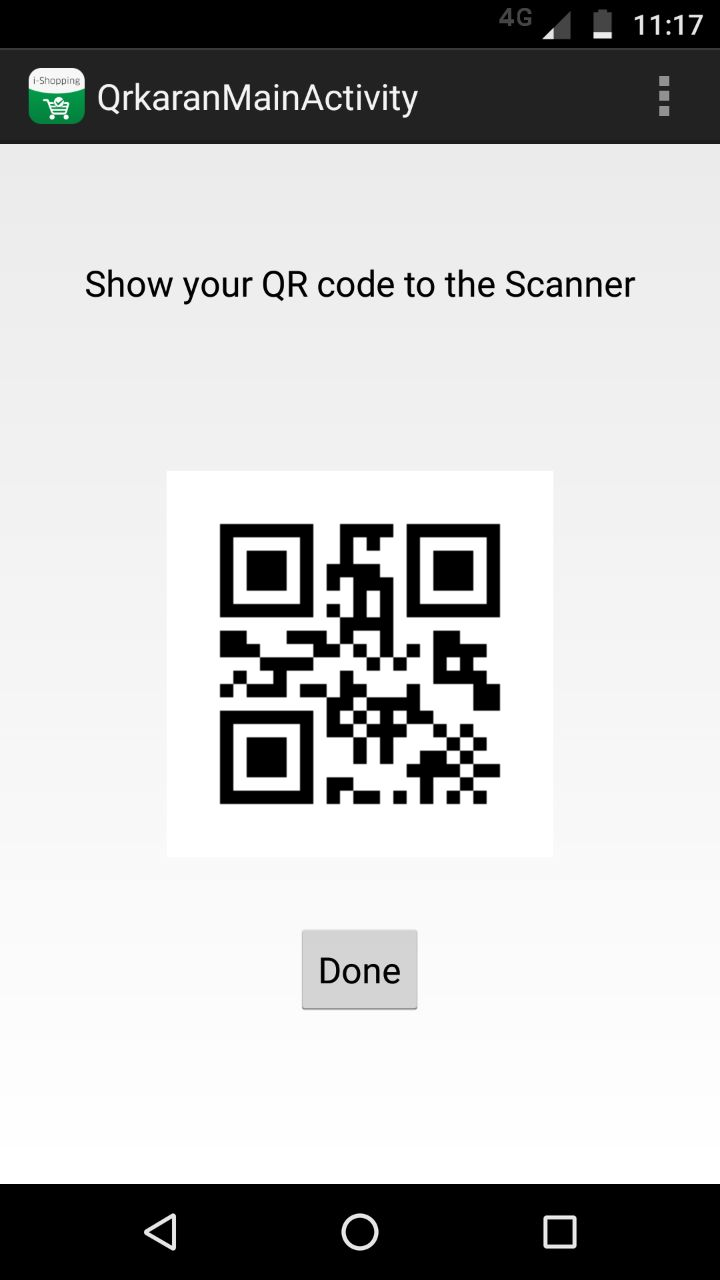 4G 11:17
i-Shopping
QrkaranMainActivity
Show your QR code to the Scanner
Done